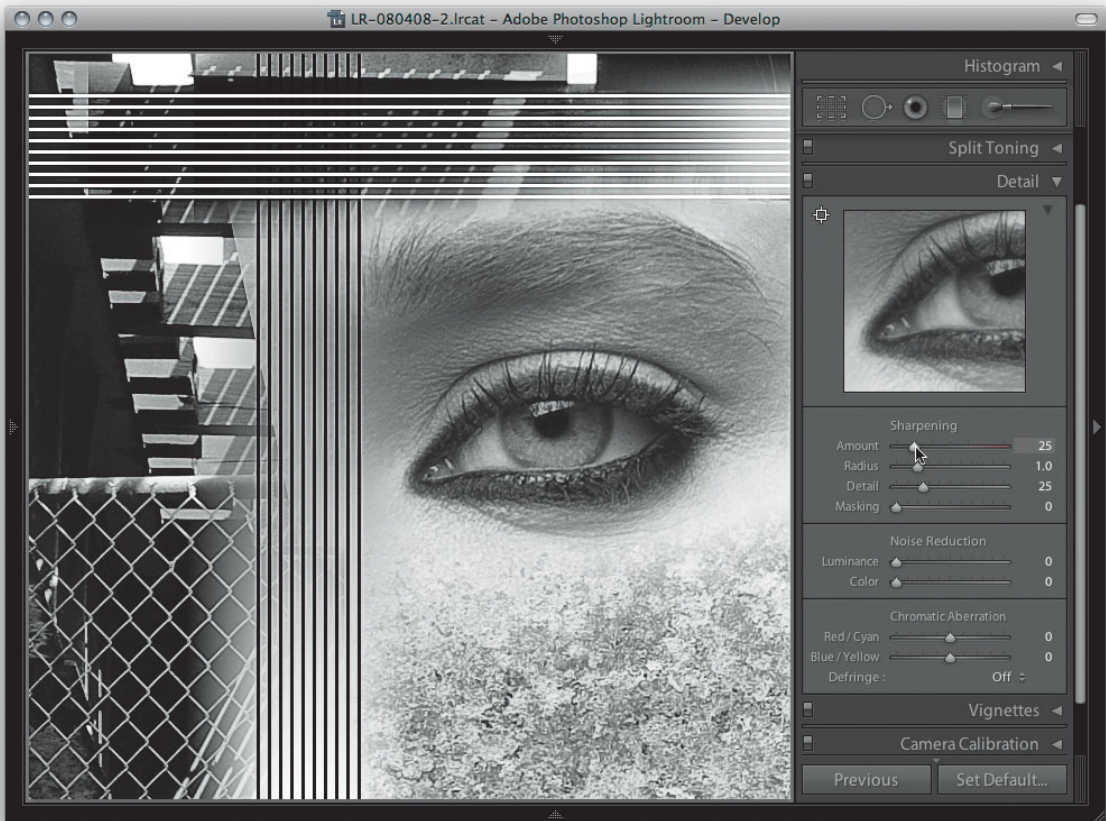 LR-080408-2.lrcat – Adobe Photoshop Lightroom – Develop
Histogram
Split Toning
Detail
Sharpening
Amount 25
Radius 1.0
Detail 25
Masking 0
Noise Reduction
Luminance 0
Color 0
Chromatic Aberration
Red / Cyan 0
Blue / Yellow 0
Defringe : Off
Vignettes
Camera Calibration
Previous Set Default...